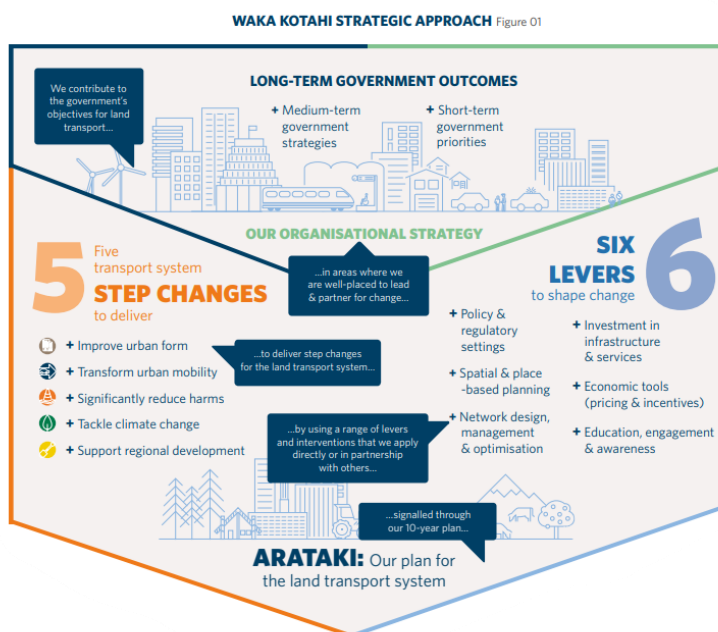 WAKA KOTAHI STRATEGIC APPROACH Figure 01
We contribute to
the government's
objectives for land
transport...
LONG-TERM GOVERNMENT OUTCOMES
+ Medium-term
government
strategies
+ Short-term
government
priorities
OUR ORGANISATIONAL STRATEGY
...in areas where we
are well-placed to lead
& partner for change...
5
Five
transport system
STEP CHANGES
to deliver
+ Improve urban form
+ Transform urban mobility
+ Significantly reduce harms
+ Tackle climate change
+ Support regional development
...to deliver step changes
for the land transport system...
SIX
LEVERS
to shape change
6
+ Policy &
regulatory
settings
+ Spatial & place
-based planning
+ Network design,
management
& optimisation
+ Investment in
infrastructure
& services
+ Economic tools
(pricing & incentives)
+ Education, engagement
& awareness
...by using a range of levers
and interventions that we apply
directly or in partnership
with others...
...signalled through
our 10-year plan...
ARATAKI: Our plan for
the land transport system